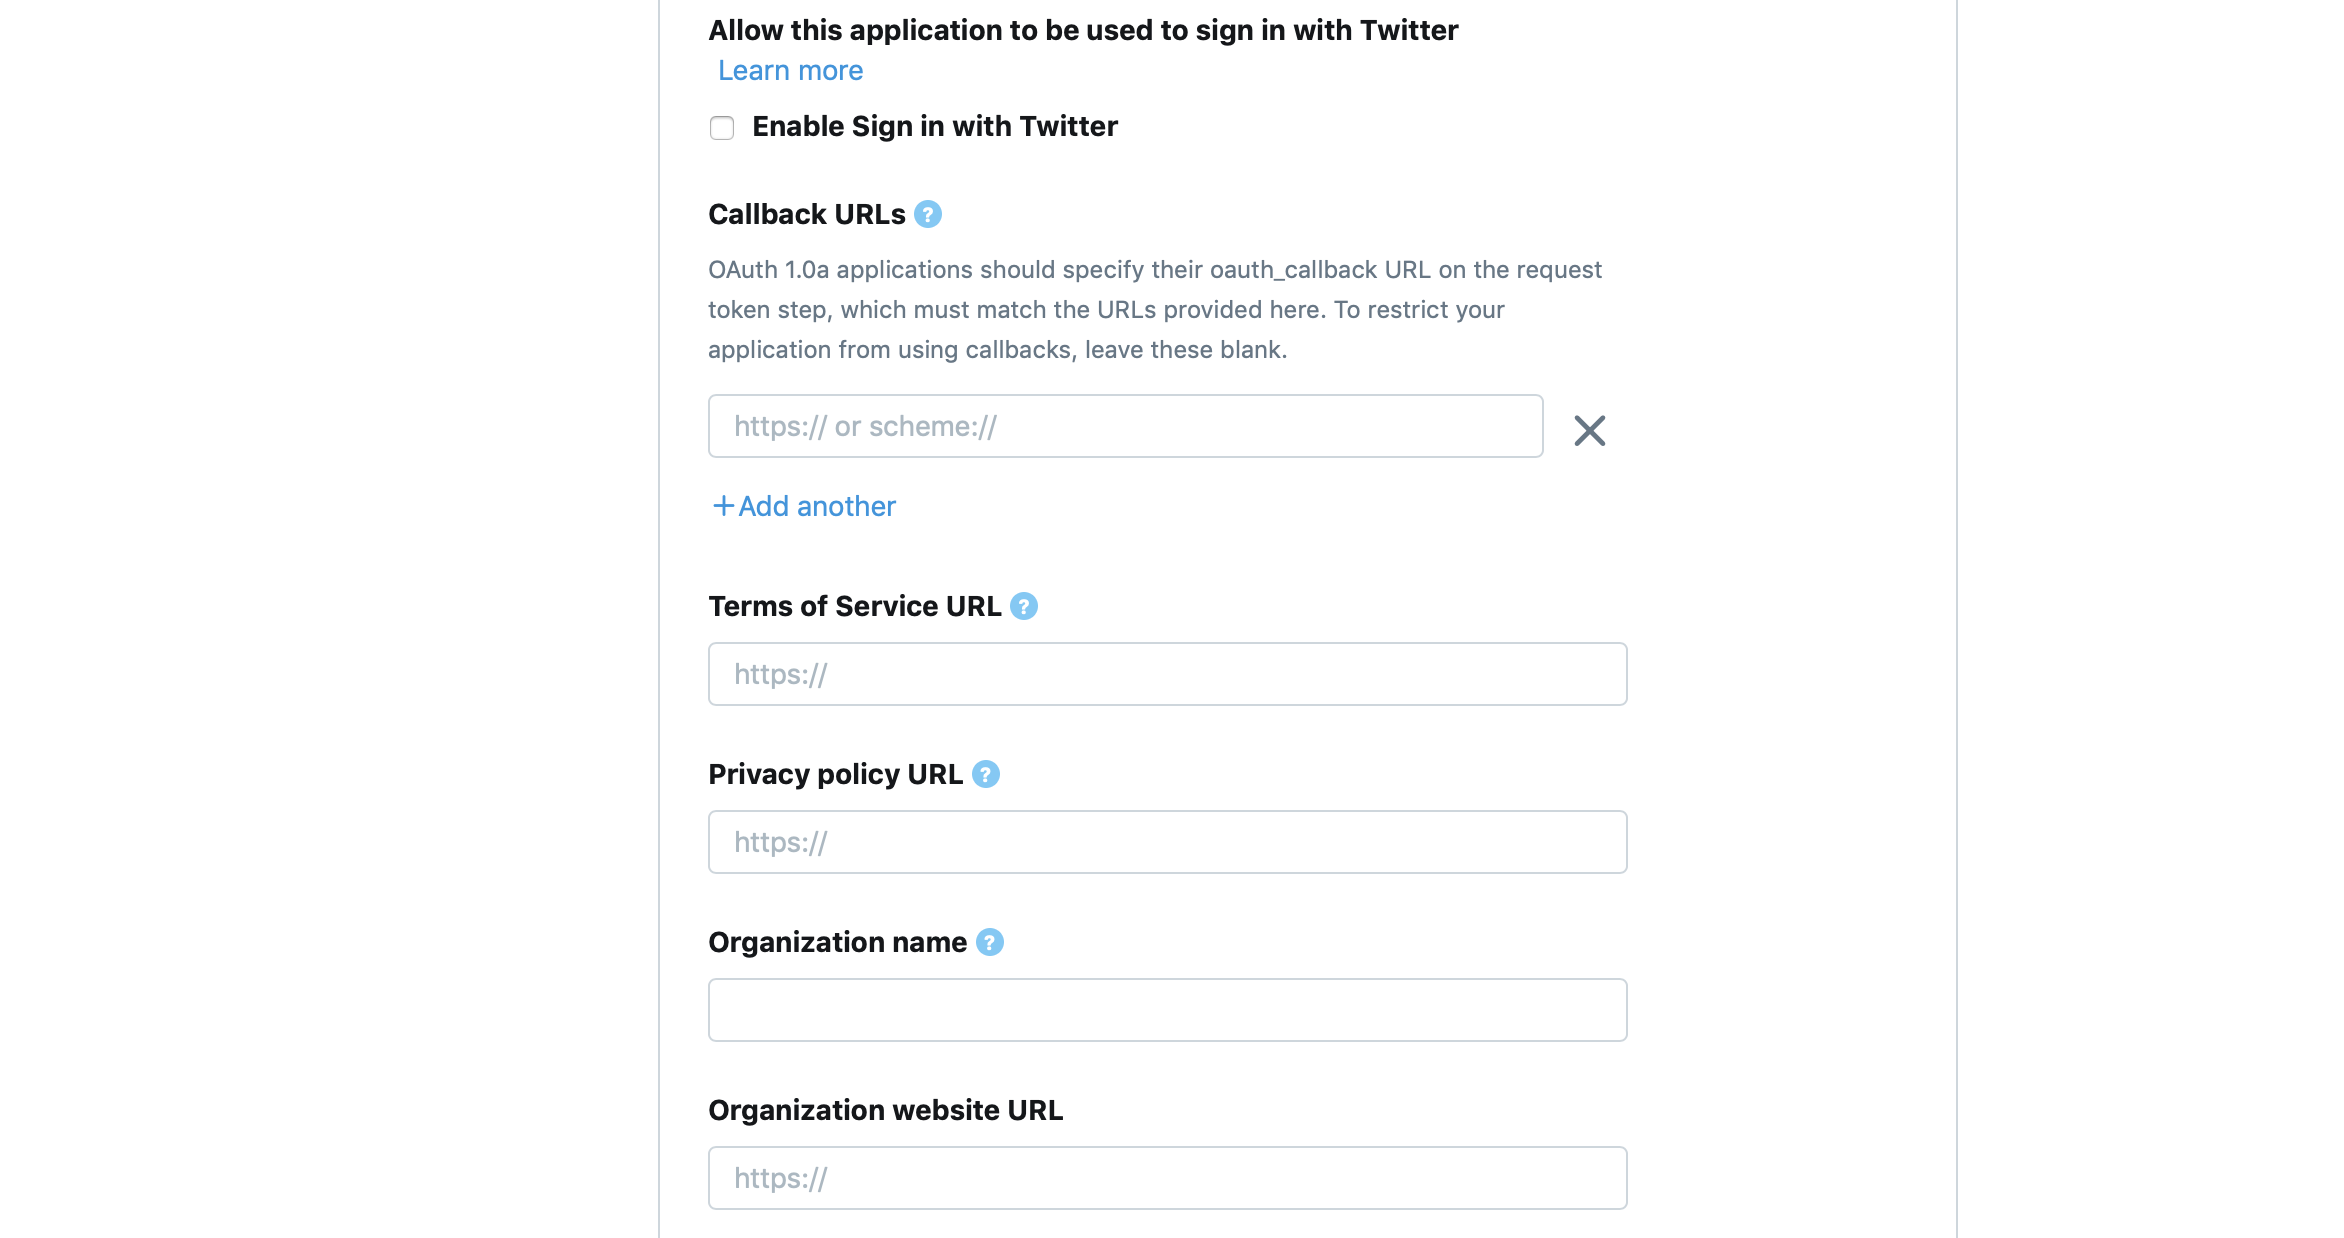 Allow this application to be used to sign in with Twitter
Learn more
Enable Sign in with Twitter
Callback URLs ?
OAuth 1.0a applications should specify their oauth_callback URL on the request
token step, which must match the URLs provided here. To restrict your
application from using callbacks, leave these blank.
https:// or scheme://
+Add another
Terms of Service URL ?
https://
Privacy policy URL ?
https://
Organization name ?
Organization website URL
https://